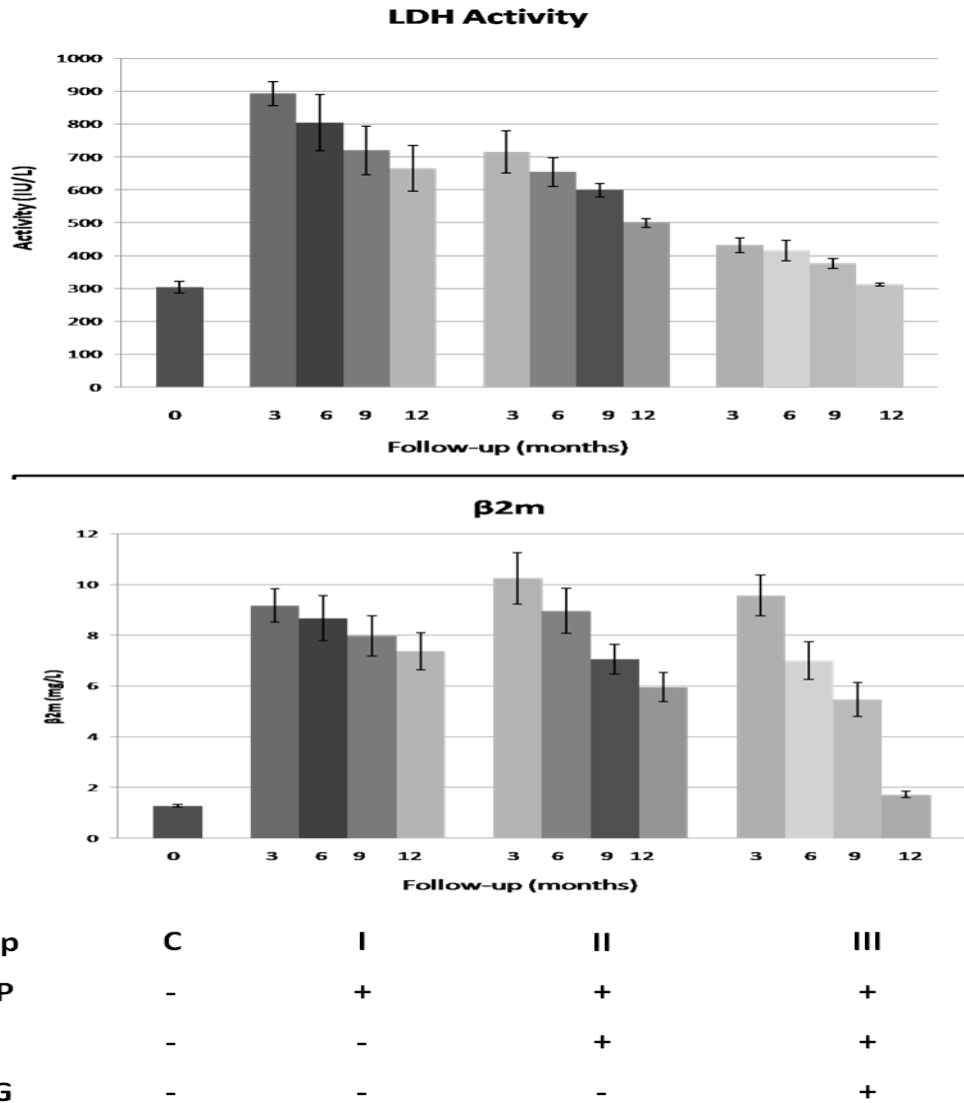 LDH Activity
1000
900
800
700
600
500
400
300
200
100
0
Activity (IU/L)
0 3 6 9 12 3 6 9 12 3 6 9 12
Follow-up (months)
β2m
12
10
8
6
4
2
0
β2m (mg/L)
0 3 6 9 12 3 6 9 12 3 6 9 12
Follow-up (months)
p C I II III
P - + + +
- - + +
G - - - +